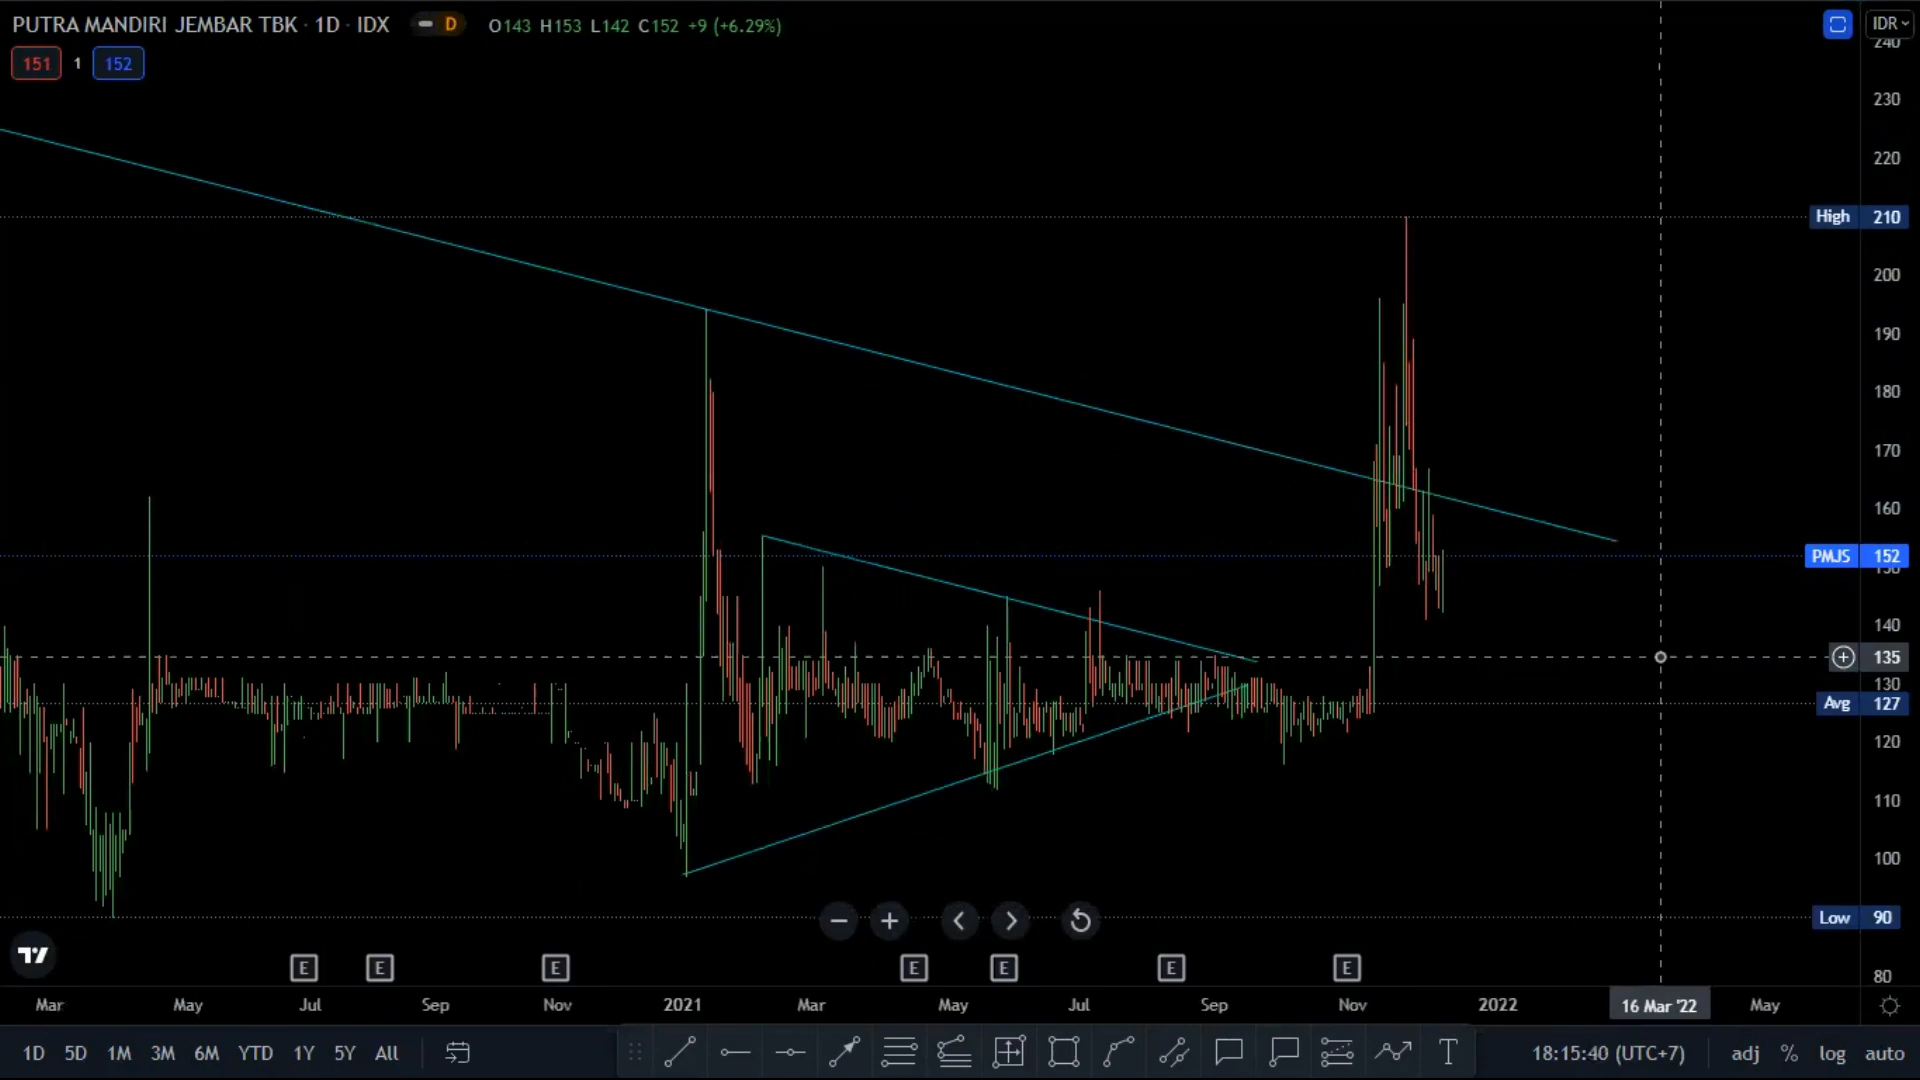 PUTRA MANDIRI JEMBAR TBK · 1D · IDX D O143 H153 L142 C152 +9 (+6.29%)
IDR
151 1 152
240
230
220
High 210
200
190
180
170
160
PMJS 152
150
140
135
130
Avg 127
120
110
100
Low 90
80
E E E E E E E
Mar May Jul Sep Nov 2021 Mar May Jul Sep Nov 2022 16 Mar '22 May
1D 5D 1M 3M 6M YTD 1Y 5Y All T 18:15:40 (UTC+7) adj % log auto